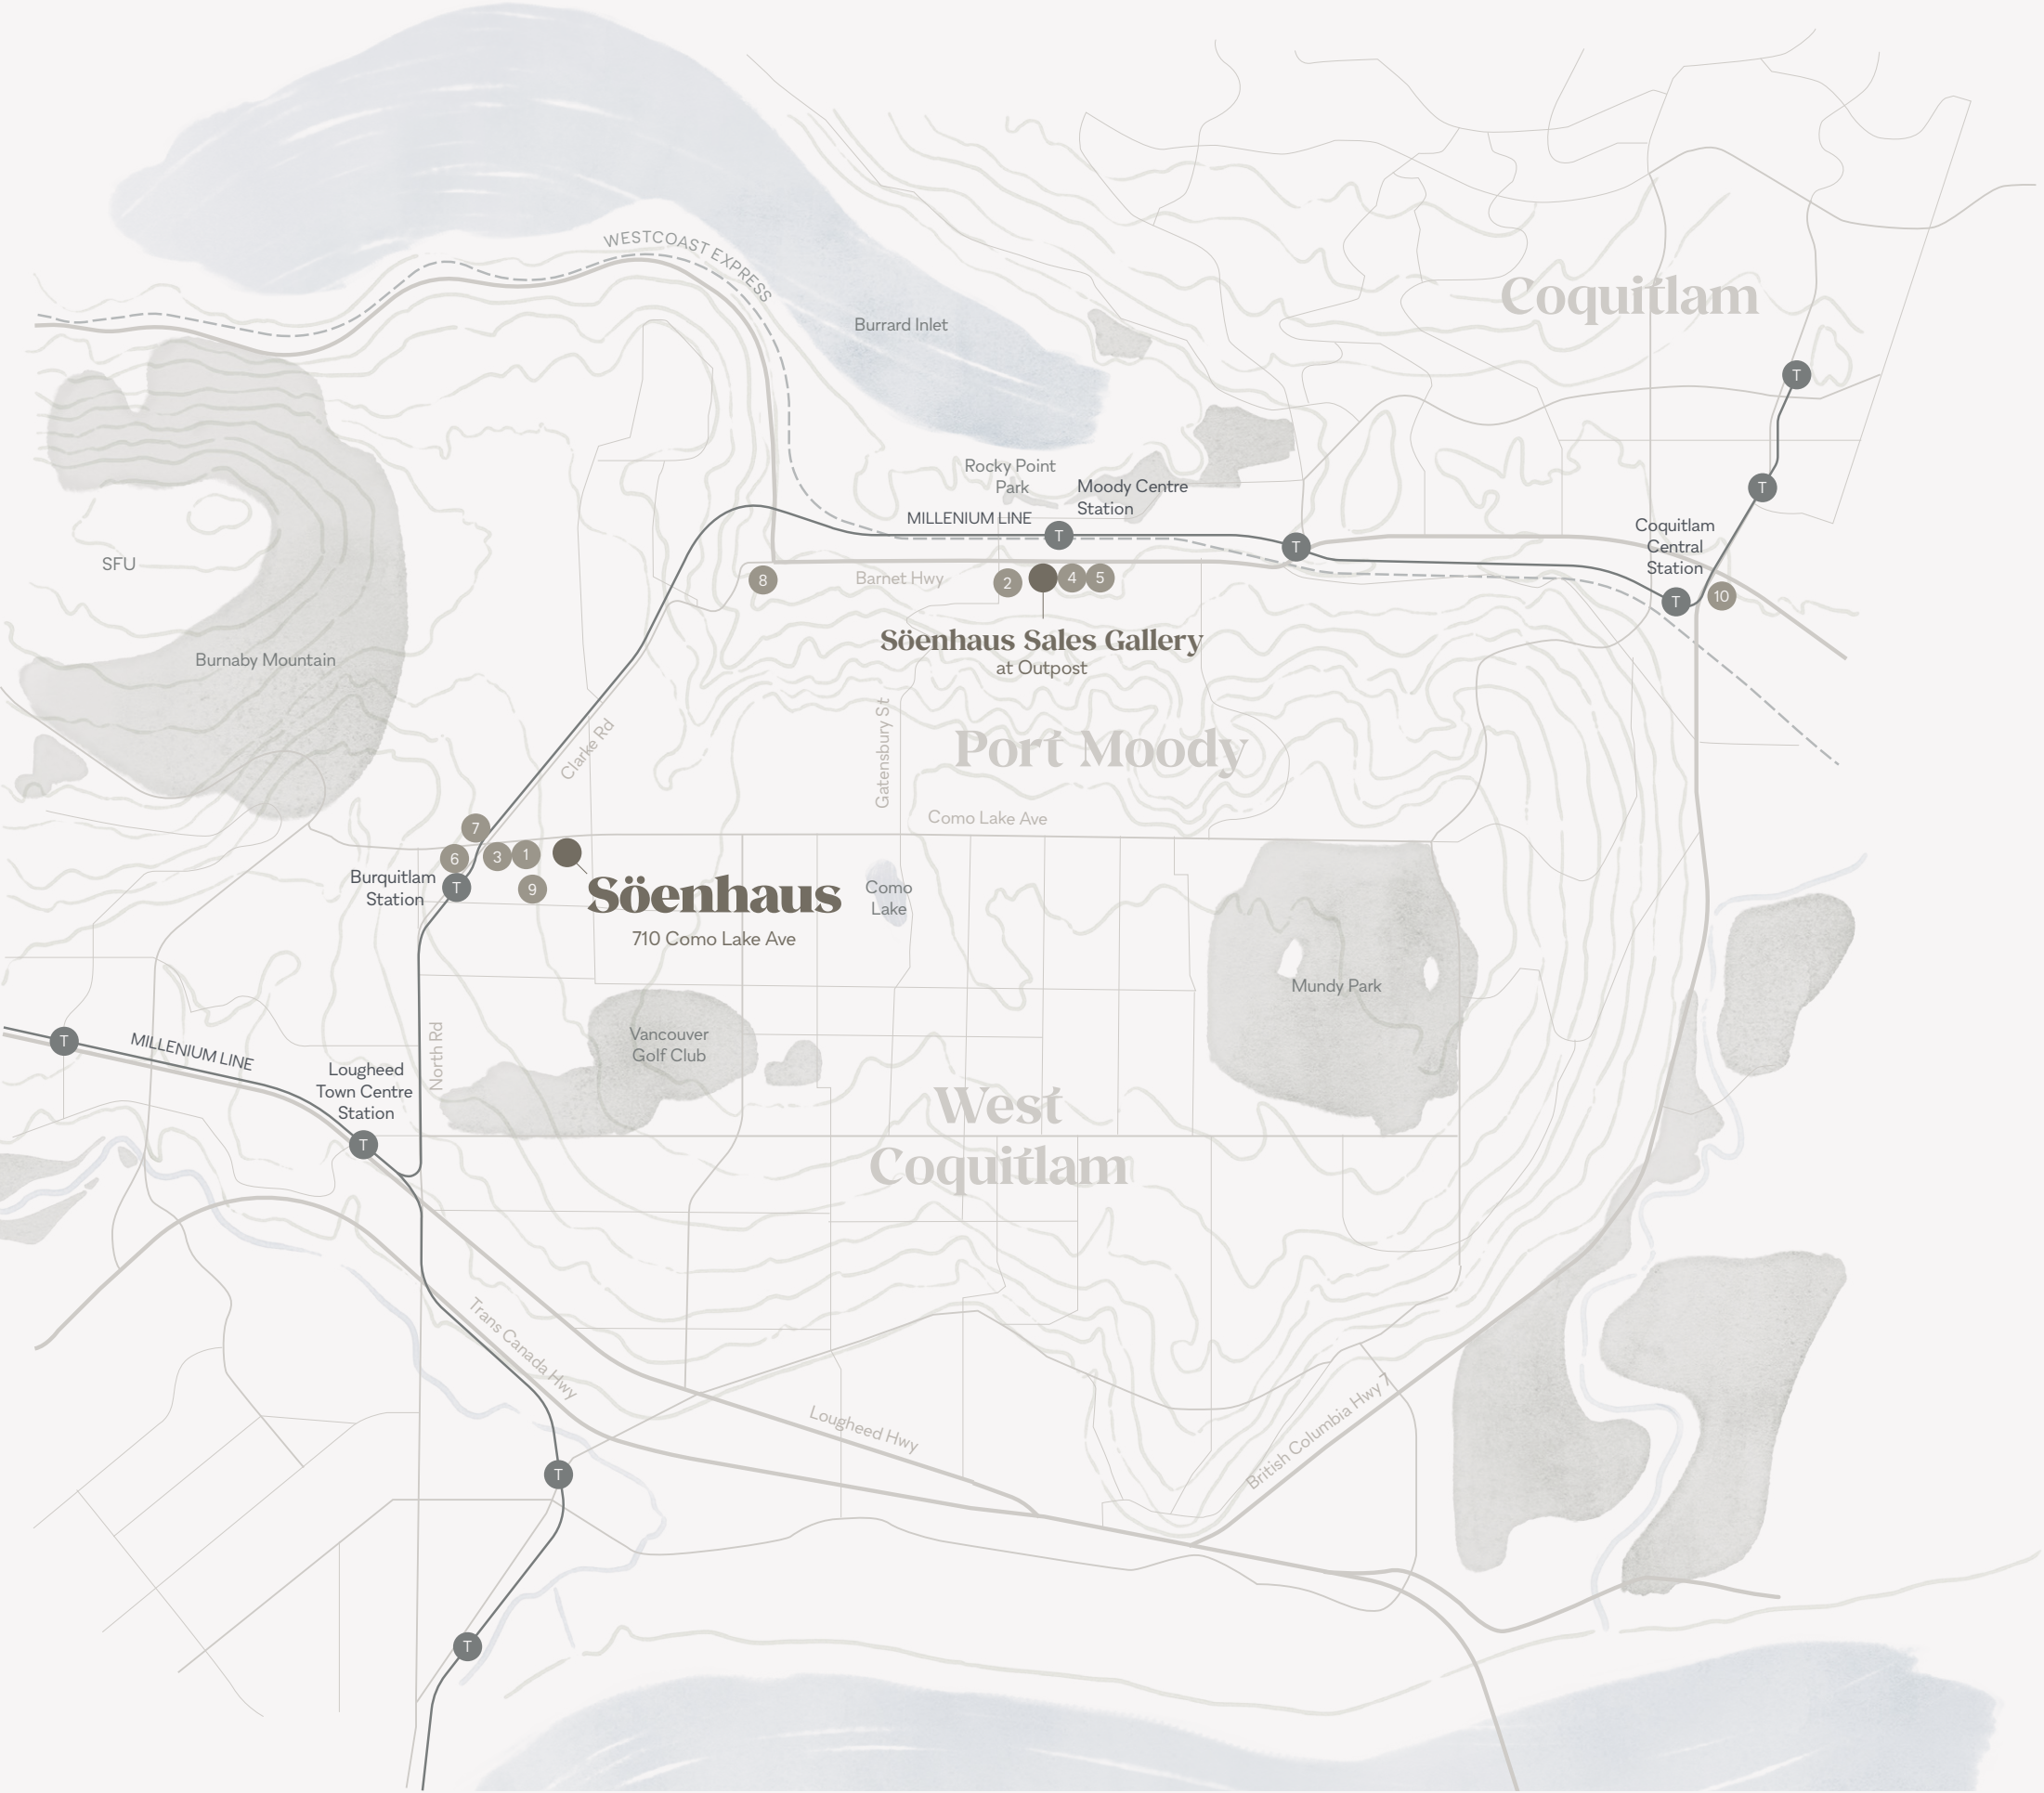 WESTCOAST EXPRESS
Coquitlam
Burrard Inlet
T
Rocky Point
Park
Moody Centre
Station
T
MILLENIUM LINE
T
T
Coquitlam
Central
Station
SFU
8
Barnet Hwy
2
4
5
T
10
Söenhaus Sales Gallery
at Outpost
Burnaby Mountain
Clarke Rd
Gatensbury St
Port Moody
Como Lake Ave
7
6
3
1
Burquitlam
Station
T
9
Söenhaus
710 Como Lake Ave
Como
Lake
Mundy Park
T
MILLENIUM LINE
North Rd
Vancouver
Golf Club
Lougheed
Town Centre
Station
T
West
Coquitlam
Trans Canada Hwy
Lougheed Hwy
British Columbia Hwy 7
T
T